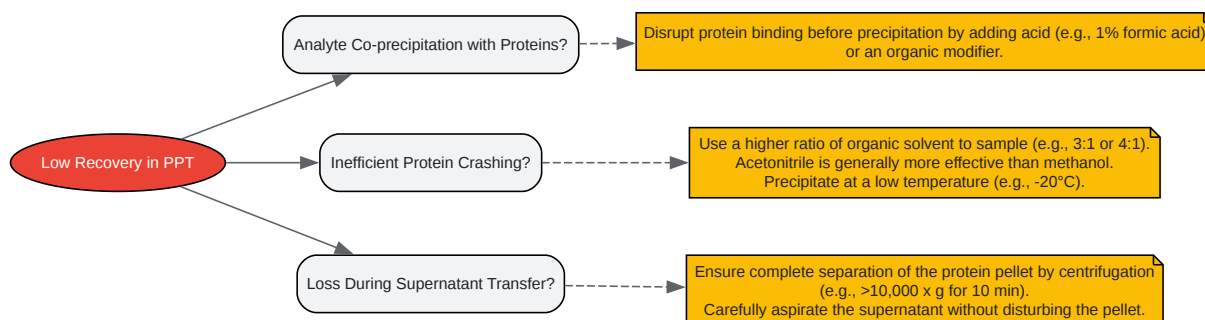 Low Recovery in PPT
Analyte Co-precipitation with Proteins?
Disrupt protein binding before precipitation by adding acid (e.g., 1% formic acid)
or an organic modifier.
Inefficient Protein Crashing?
Use a higher ratio of organic solvent to sample (e.g., 3:1 or 4:1).
Acetonitrile is generally more effective than methanol.
Precipitate at a low temperature (e.g., -20°C).
Loss During Supernatant Transfer?
Ensure complete separation of the protein pellet by centrifugation
(e.g., >10,000 x g for 10 min).
Carefully aspirate the supernatant without disturbing the pellet.